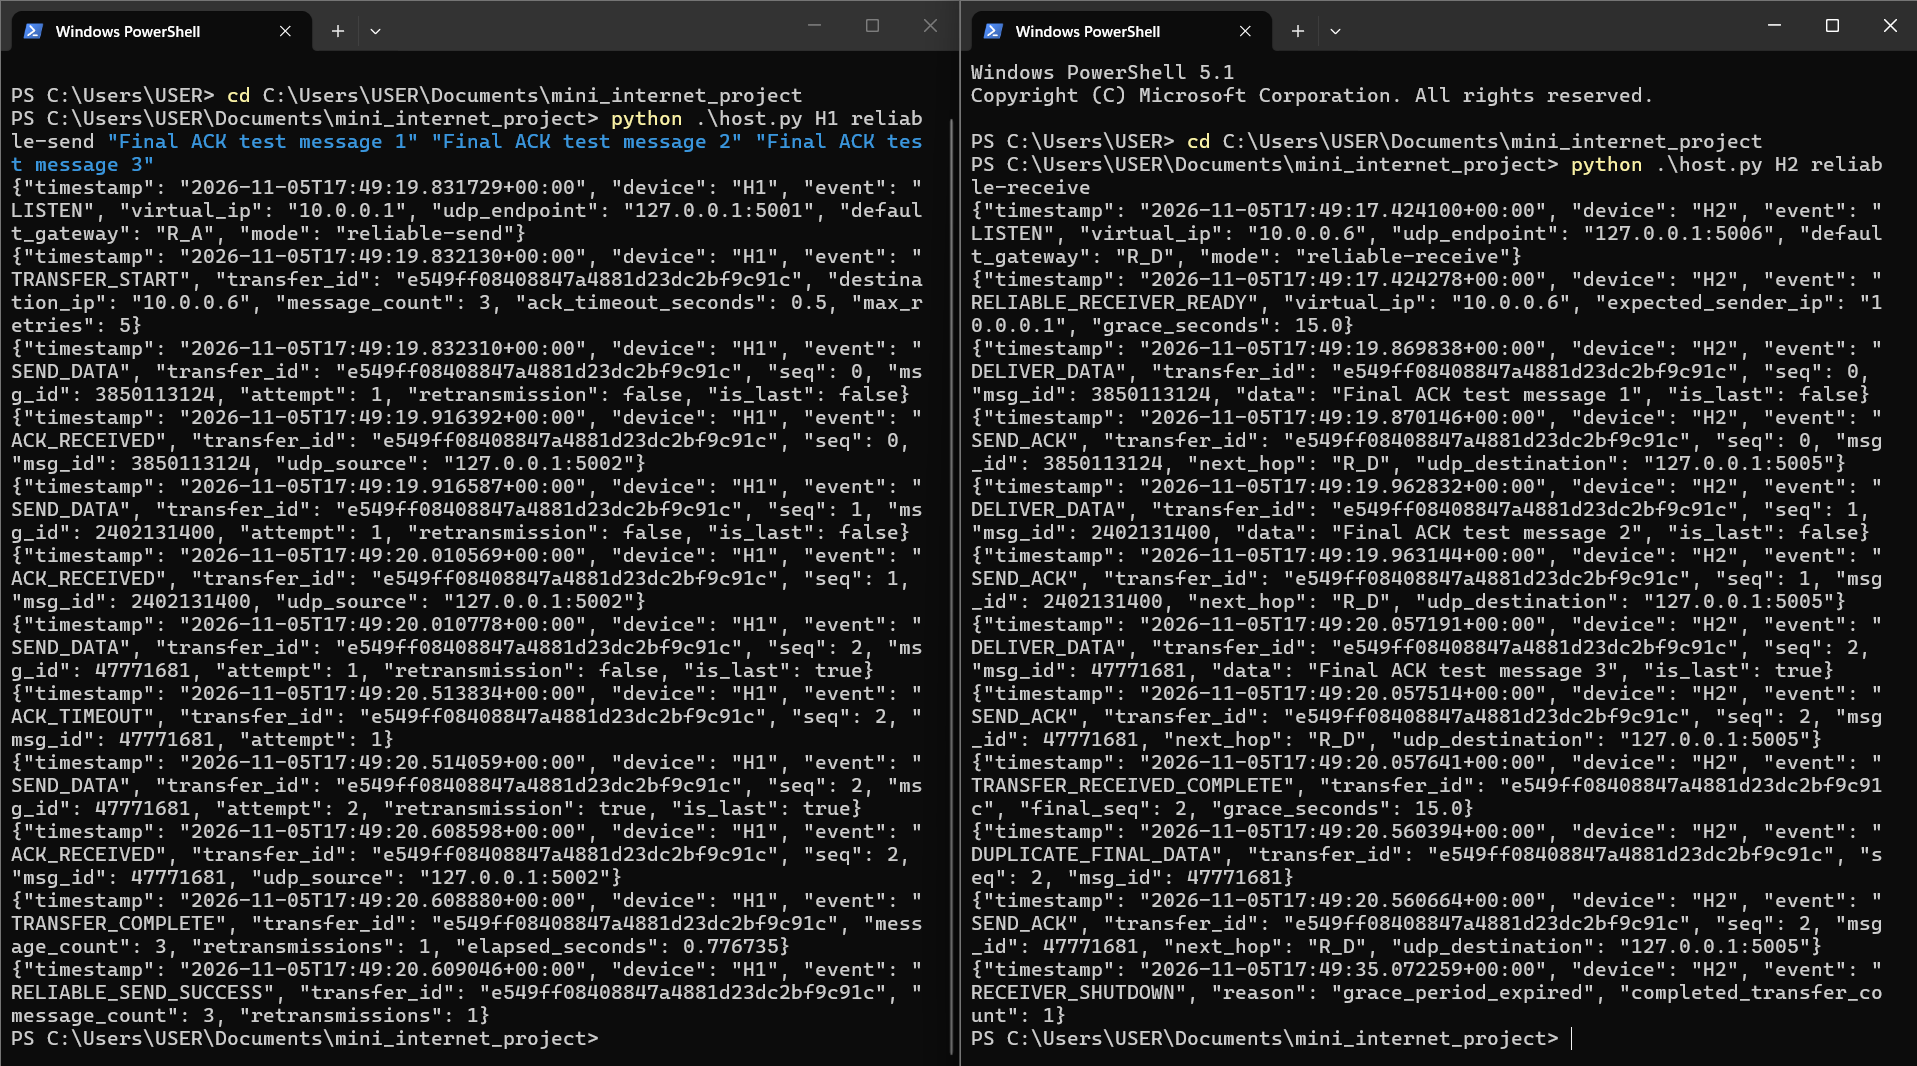 Windows PowerShell
PS C:\Users\USER> cd C:\Users\USER\Documents\mini_internet_project
PS C:\Users\USER\Documents\mini_internet_project> python .\host.py H1 reliab
le-send "Final ACK test message 1" "Final ACK test message 2" "Final ACK tes
t message 3"
{"timestamp": "2026-11-05T17:49:19.831729+00:00", "device": "H1", "event": "
LISTEN", "virtual_ip": "10.0.0.1", "udp_endpoint": "127.0.0.1:5001", "defaul
t_gateway": "R_A", "mode": "reliable-send"}
{"timestamp": "2026-11-05T17:49:19.832130+00:00", "device": "H1", "event": "
TRANSFER_START", "transfer_id": "e549ff08408847a4881d23dc2bf9c91c", "destina
tion_ip": "10.0.0.6", "message_count": 3, "ack_timeout_seconds": 0.5, "max_r
etries": 5}
{"timestamp": "2026-11-05T17:49:19.832310+00:00", "device": "H1", "event": "
SEND_DATA", "transfer_id": "e549ff08408847a4881d23dc2bf9c91c", "seq": 0, "ms
g_id": 3850113124, "attempt": 1, "retransmission": false, "is_last": false}
{"timestamp": "2026-11-05T17:49:19.916392+00:00", "device": "H1", "event": "
ACK_RECEIVED", "transfer_id": "e549ff08408847a4881d23dc2bf9c91c", "seq": 0,
"msg_id": 3850113124, "udp_source": "127.0.0.1:5002"}
{"timestamp": "2026-11-05T17:49:19.916587+00:00", "device": "H1", "event": "
SEND_DATA", "transfer_id": "e549ff08408847a4881d23dc2bf9c91c", "seq": 1, "ms
g_id": 2402131400, "attempt": 1, "retransmission": false, "is_last": false}
{"timestamp": "2026-11-05T17:49:20.010569+00:00", "device": "H1", "event": "
ACK_RECEIVED", "transfer_id": "e549ff08408847a4881d23dc2bf9c91c", "seq": 1,
"msg_id": 2402131400, "udp_source": "127.0.0.1:5002"}
{"timestamp": "2026-11-05T17:49:20.010778+00:00", "device": "H1", "event": "
SEND_DATA", "transfer_id": "e549ff08408847a4881d23dc2bf9c91c", "seq": 2, "ms
g_id": 47771681, "attempt": 1, "retransmission": false, "is_last": true}
{"timestamp": "2026-11-05T17:49:20.513834+00:00", "device": "H1", "event": "
ACK_TIMEOUT", "transfer_id": "e549ff08408847a4881d23dc2bf9c91c", "seq": 2, "
msg_id": 47771681, "attempt": 1}
{"timestamp": "2026-11-05T17:49:20.514059+00:00", "device": "H1", "event": "
SEND_DATA", "transfer_id": "e549ff08408847a4881d23dc2bf9c91c", "seq": 2, "ms
g_id": 47771681, "attempt": 2, "retransmission": true, "is_last": true}
{"timestamp": "2026-11-05T17:49:20.608598+00:00", "device": "H1", "event": "
ACK_RECEIVED", "transfer_id": "e549ff08408847a4881d23dc2bf9c91c", "seq": 2,
"msg_id": 47771681, "udp_source": "127.0.0.1:5002"}
{"timestamp": "2026-11-05T17:49:20.608880+00:00", "device": "H1", "event": "
TRANSFER_COMPLETE", "transfer_id": "e549ff08408847a4881d23dc2bf9c91c", "mess
age_count": 3, "retransmissions": 1, "elapsed_seconds": 0.776735}
{"timestamp": "2026-11-05T17:49:20.609046+00:00", "device": "H1", "event": "
RELIABLE_SEND_SUCCESS", "transfer_id": "e549ff08408847a4881d23dc2bf9c91c", "
message_count": 3, "retransmissions": 1}
PS C:\Users\USER\Documents\mini_internet_project>
Windows PowerShell
Windows PowerShell 5.1
Copyright (C) Microsoft Corporation. All rights reserved.
PS C:\Users\USER> cd C:\Users\USER\Documents\mini_internet_project
PS C:\Users\USER\Documents\mini_internet_project> python .\host.py H2 reliab
le-receive
{"timestamp": "2026-11-05T17:49:17.424100+00:00", "device": "H2", "event": "
LISTEN", "virtual_ip": "10.0.0.6", "udp_endpoint": "127.0.0.1:5006", "defaul
t_gateway": "R_D", "mode": "reliable-receive"}
{"timestamp": "2026-11-05T17:49:17.424278+00:00", "device": "H2", "event": "
RELIABLE_RECEIVER_READY", "virtual_ip": "10.0.0.6", "expected_sender_ip": "1
0.0.0.1", "grace_seconds": 15.0}
{"timestamp": "2026-11-05T17:49:19.869838+00:00", "device": "H2", "event": "
DELIVER_DATA", "transfer_id": "e549ff08408847a4881d23dc2bf9c91c", "seq": 0,
"msg_id": 3850113124, "data": "Final ACK test message 1", "is_last": false}
{"timestamp": "2026-11-05T17:49:19.870146+00:00", "device": "H2", "event": "
SEND_ACK", "transfer_id": "e549ff08408847a4881d23dc2bf9c91c", "seq": 0, "msg
_id": 3850113124, "next_hop": "R_D", "udp_destination": "127.0.0.1:5005"}
{"timestamp": "2026-11-05T17:49:19.962832+00:00", "device": "H2", "event": "
DELIVER_DATA", "transfer_id": "e549ff08408847a4881d23dc2bf9c91c", "seq": 1,
"msg_id": 2402131400, "data": "Final ACK test message 2", "is_last": false}
{"timestamp": "2026-11-05T17:49:19.963144+00:00", "device": "H2", "event": "
SEND_ACK", "transfer_id": "e549ff08408847a4881d23dc2bf9c91c", "seq": 1, "msg
_id": 2402131400, "next_hop": "R_D", "udp_destination": "127.0.0.1:5005"}
{"timestamp": "2026-11-05T17:49:20.057191+00:00", "device": "H2", "event": "
DELIVER_DATA", "transfer_id": "e549ff08408847a4881d23dc2bf9c91c", "seq": 2,
"msg_id": 47771681, "data": "Final ACK test message 3", "is_last": true}
{"timestamp": "2026-11-05T17:49:20.057514+00:00", "device": "H2", "event": "
SEND_ACK", "transfer_id": "e549ff08408847a4881d23dc2bf9c91c", "seq": 2, "msg
_id": 47771681, "next_hop": "R_D", "udp_destination": "127.0.0.1:5005"}
{"timestamp": "2026-11-05T17:49:20.057641+00:00", "device": "H2", "event": "
TRANSFER_RECEIVED_COMPLETE", "transfer_id": "e549ff08408847a4881d23dc2bf9c91
c", "final_seq": 2, "grace_seconds": 15.0}
{"timestamp": "2026-11-05T17:49:20.560394+00:00", "device": "H2", "event": "
DUPLICATE_FINAL_DATA", "transfer_id": "e549ff08408847a4881d23dc2bf9c91c", "s
eq": 2, "msg_id": 47771681}
{"timestamp": "2026-11-05T17:49:20.560664+00:00", "device": "H2", "event": "
SEND_ACK", "transfer_id": "e549ff08408847a4881d23dc2bf9c91c", "seq": 2, "msg
_id": 47771681, "next_hop": "R_D", "udp_destination": "127.0.0.1:5005"}
{"timestamp": "2026-11-05T17:49:35.072259+00:00", "device": "H2", "event": "
RECEIVER_SHUTDOWN", "reason": "grace_period_expired", "completed_transfer_co
unt": 1}
PS C:\Users\USER\Documents\mini_internet_project>